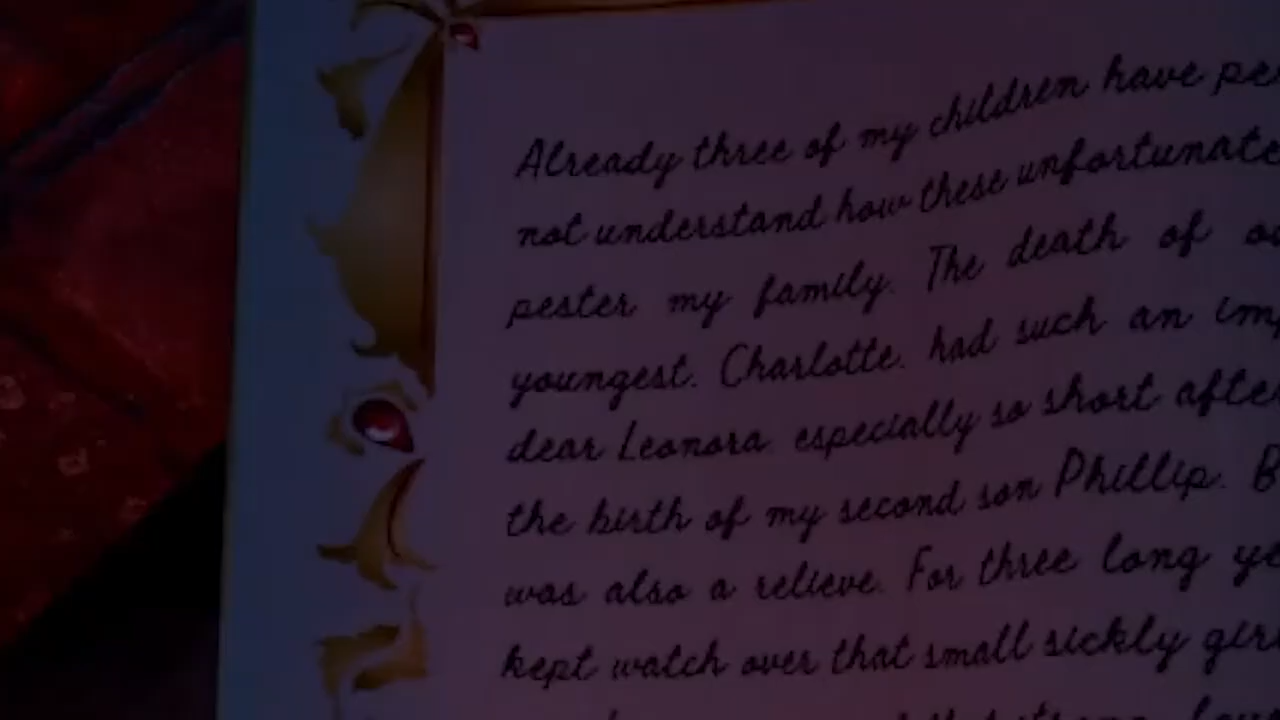 Already three of my children have
not understand how these unfortunate
pester my family. The death of
youngest. Charlotte. had such an
dear Leonora. especially so short
the birth of my second son Phillip.
was also a relieve. For three long
kept watch over that small sickly